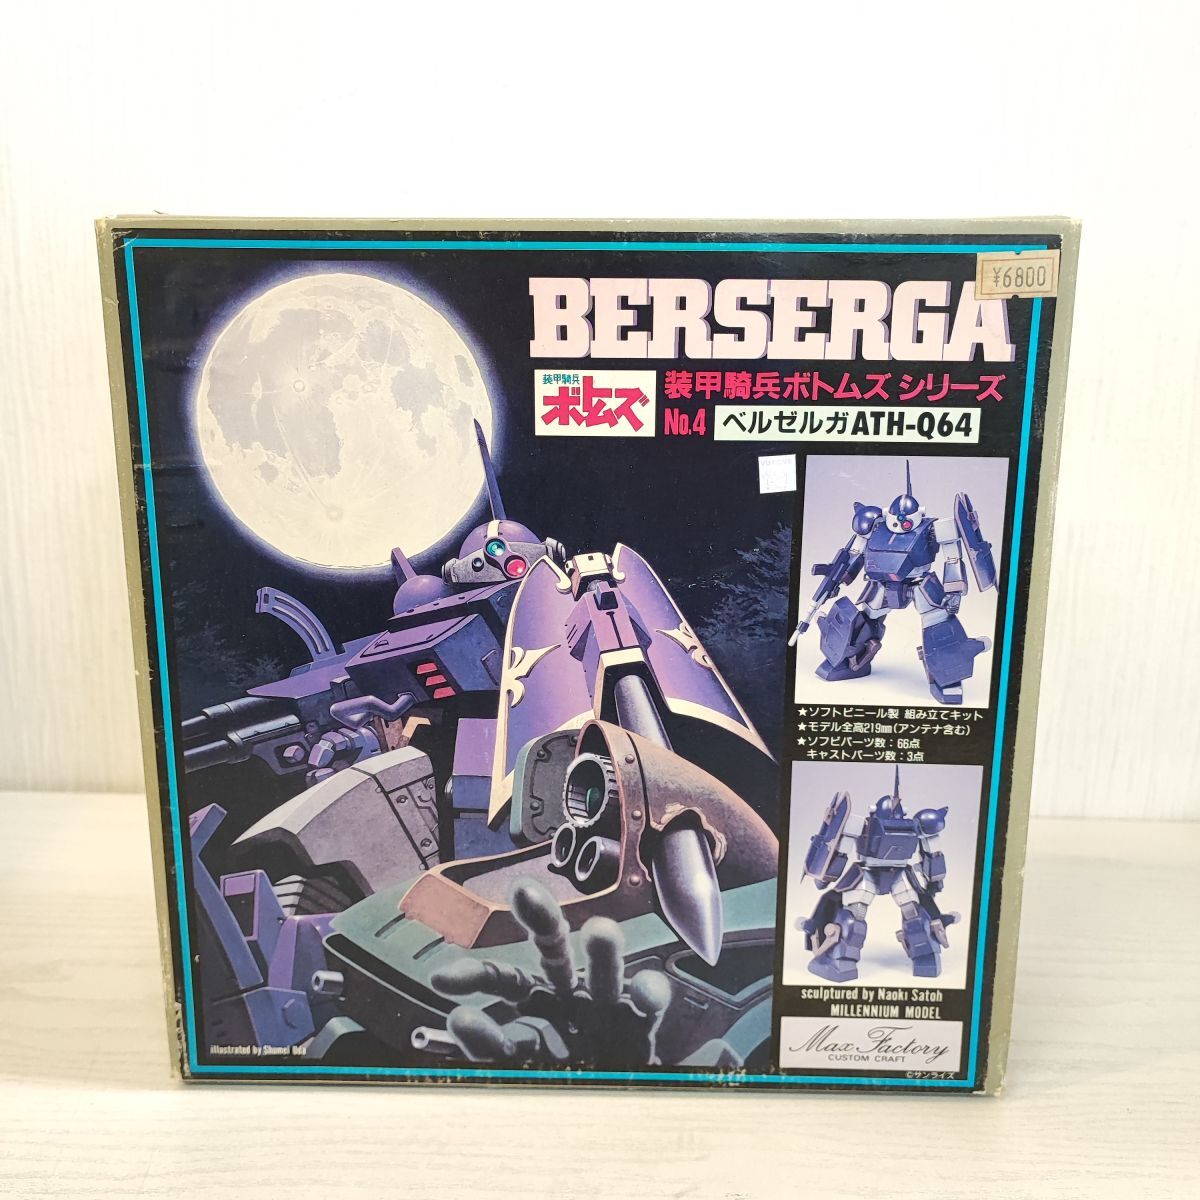 ¥6800
BERSERGA
装甲騎兵
ボトムズ
装甲騎兵ボトムズ シリーズ
No.4 ベルゼルガATH-Q64
★ソフトビニール製 組み立てキット
★モデル全高219mm(アンテナ含む)
★ソフビパーツ数：66点
キャストパーツ数：3点
sculptured by Naoki Satoh
MILLENNIUM MODEL
Max Factory
CUSTOM CRAFT
illustrated by Shumei Oda
©サンライズ